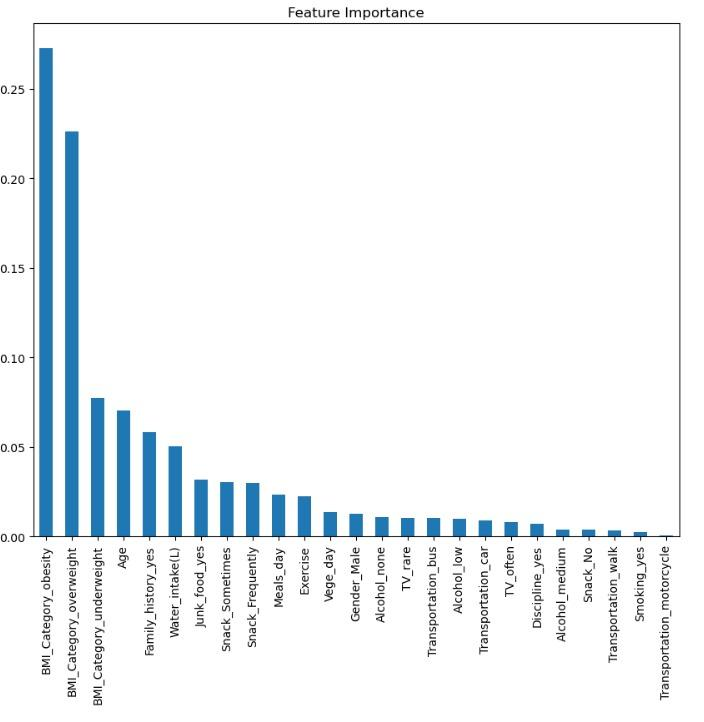 Feature Importance
0.25
0.20
0.15
0.10
0.05
0.00
BMI_Category_obesity
BMI_Category_overweight
BMI_Category_underweight
Age
Family_history_yes
Water_intake(L)
Junk_food_yes
Snack_Sometimes
Snack_Frequently
Meals_day
Exercise
Vege_day
Gender_Male
Alcohol_none
TV_rare
Transportation_bus
Alcohol_low
Transportation_car
TV_often
Discipline_yes
Alcohol_medium
Snack_No
Transportation_walk
Smoking_yes
Transportation_motorcycle